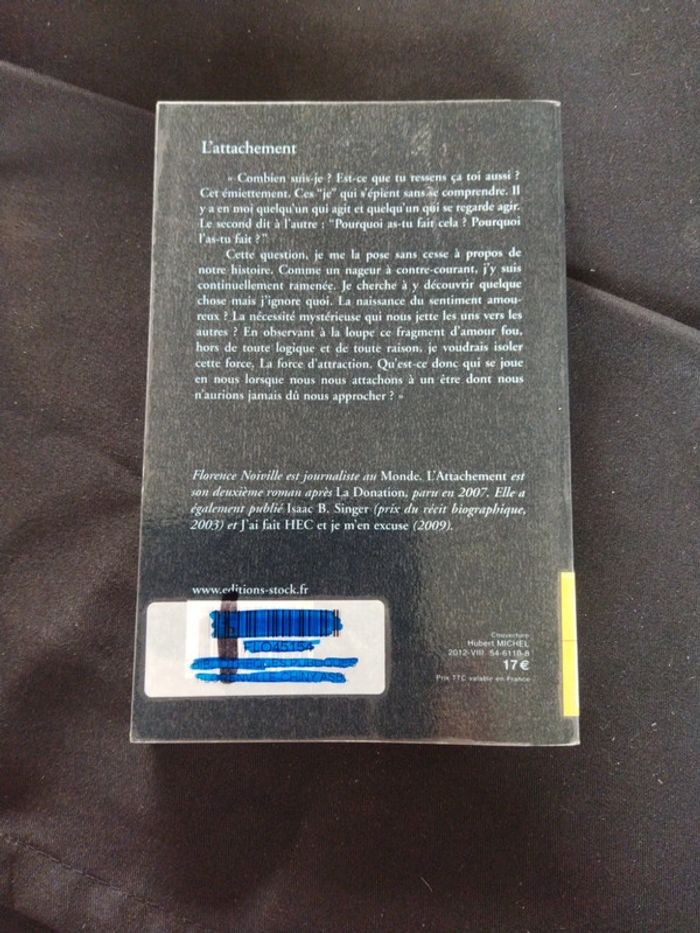 L'attachement
« Combien suis-je ? Est-ce que tu ressens ça toi aussi ?
Cet émiettement. Ces "je" qui s'épient sans se comprendre. Il
y a en moi quelqu'un qui agit et quelqu'un qui se regarde agir.
Le second dit à l'autre : "Pourquoi as-tu fait cela ? Pourquoi
l'as-tu fait ?"
Cette question, je me la pose sans cesse à propos de
notre histoire. Comme un nageur à contre-courant, j'y suis
continuellement ramenée. Je cherche à y découvrir quelque
chose mais j'ignore quoi. La naissance du sentiment amou-
reux ? La nécessité mystérieuse qui nous jette les uns vers les
autres ? En observant à la loupe ce fragment d'amour fou,
hors de toute logique et de toute raison, je voudrais isoler
cette force. La force d'attraction. Qu'est-ce donc qui se joue
en nous lorsque nous nous attachons à un être dont nous
n'aurions jamais dû nous approcher ? »
Florence Noiville est journaliste au Monde. L'Attachement est
son deuxième roman après La Donation, paru en 2007. Elle a
également publié Isaac B. Singer (prix du récit biographique,
2003) et J'ai fait HEC et je m'en excuse (2009).
www.editions-stock.fr
Couverture
Hubert MICHEL
2012-VIII 54-6118-8
17 €
Prix TTC valable en France